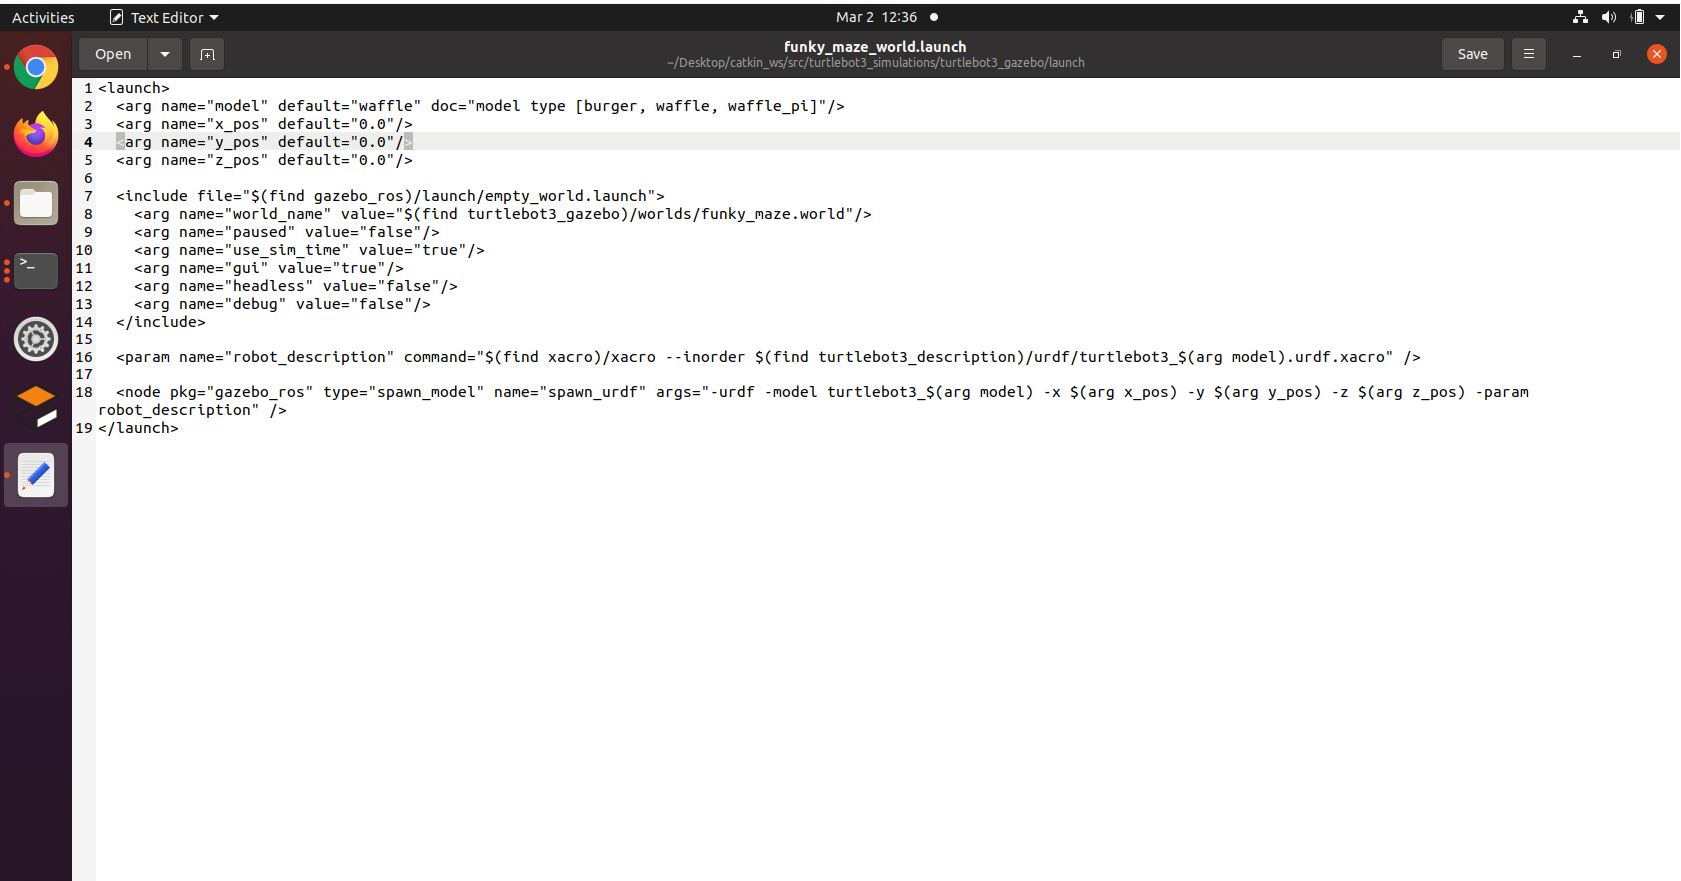 Activities Text Editor Mar 2 12:36
Open funky_maze_world.launch Save
~/Desktop/catkin_ws/src/turtlebot3_simulations/turtlebot3_gazebo/launch
1 <launch>
2   <arg name="model" default="waffle" doc="model type [burger, waffle, waffle_pi]"/>
3   <arg name="x_pos" default="0.0"/>
4   <arg name="y_pos" default="0.0"/>
5   <arg name="z_pos" default="0.0"/>
6
7   <include file="$(find gazebo_ros)/launch/empty_world.launch">
8     <arg name="world_name" value="$(find turtlebot3_gazebo)/worlds/funky_maze.world"/>
9     <arg name="paused" value="false"/>
10     <arg name="use_sim_time" value="true"/>
11     <arg name="gui" value="true"/>
12     <arg name="headless" value="false"/>
13     <arg name="debug" value="false"/>
14   </include>
15
16   <param name="robot_description" command="$(find xacro)/xacro --inorder $(find turtlebot3_description)/urdf/turtlebot3_$(arg model).urdf.xacro" />
17
18   <node pkg="gazebo_ros" type="spawn_model" name="spawn_urdf" args="-urdf -model turtlebot3_$(arg model) -x $(arg x_pos) -y $(arg y_pos) -z $(arg z_pos) -param
robot_description" />
19 </launch>